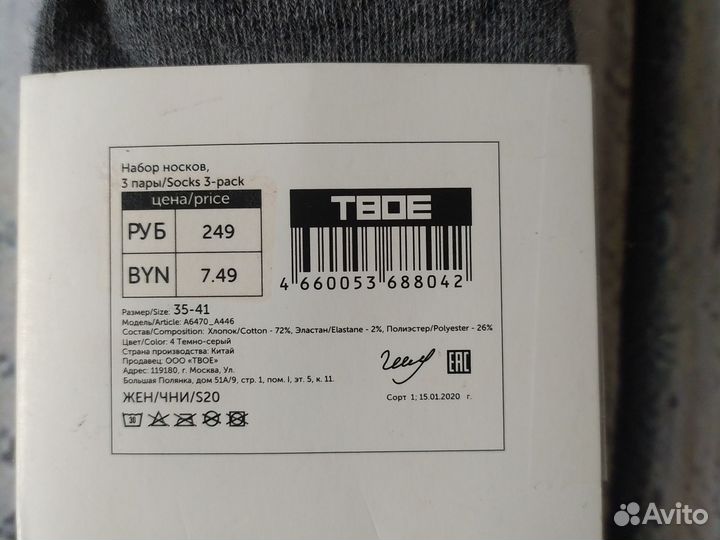 Набор носков,
3 пары/Socks 3-pack
цена/price
РУБ 249
BYN 7.49
ТВОЕ
4 660053 688042
Размер/Size: 35-41
Модель/Article: A6470_A446
Состав/Composition: Хлопок/Cotton - 72%, Эластан/Elastane - 2%, Полиэстер/Polyester - 26%
Цвет/Color: 4 Темно-серый
Страна производства: Китай
Продавец: ООО «ТВОЕ»
Адрес: 119180, г. Москва, Ул.
Большая Полянка, дом 51А/9, стр. 1, пом. I, эт. 5, к. 11.
ЖЕН/ЧНИ/S20
30
EAC
Сорт 1; 15.01.2020 г.
Avito